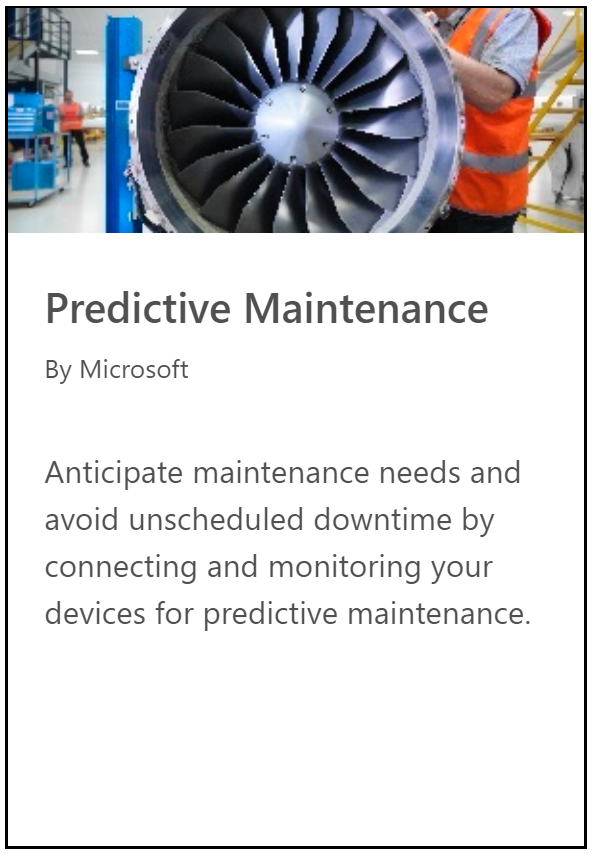 Predictive Maintenance
By Microsoft
Anticipate maintenance needs and
avoid unscheduled downtime by
connecting and monitoring your
devices for predictive maintenance.